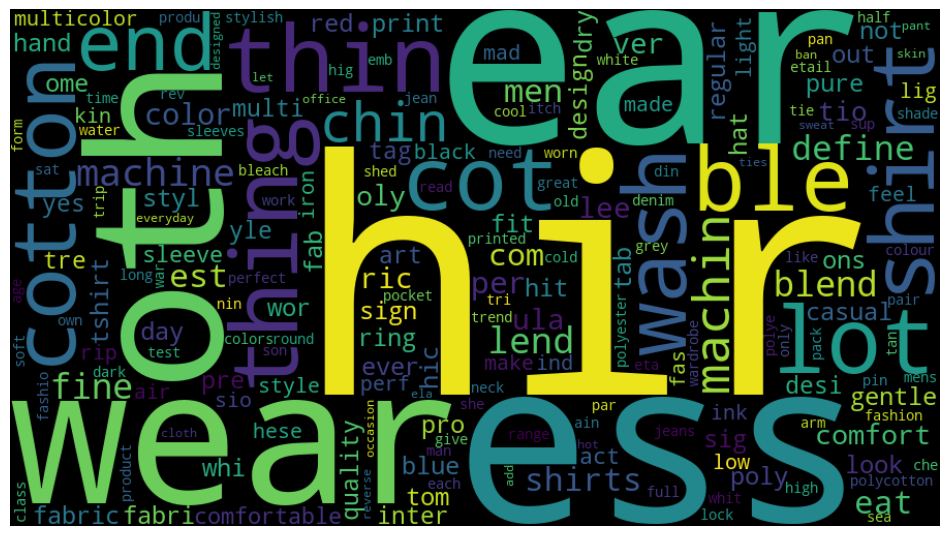 multicolor
produ
stylish
designed
hand
end
thin
red
print
ear
mad
ver
men
clothing
half
not
pant
pan
ban
out
skin
light
regular
designdry
white
etail
pure
lig
ome
time
rev
let
hig
emb
jean
office
cool
itch
made
hat
tie
tio
sup
shade
kin
water
color
multi
sleeves
form
cotton
oth
thing
chin
tag
black
need
worn
din
ties
sweat
define
shirt
sat
machine
bleach
iron
shed
cot
great
old
lee
denim
wash
ble
feel
yes
trip
styl
work
oly
read
fit
printed
cold
grey
colour
like
everyday
yle
fab
art
com
hir
machin
ons
tre
sleeve
long
war
est
perfect
ric
per
hit
tab
blend
pair
tshirt
nin
wor
pocket
tri
sign
trend
ula
polyester
casual
lot
age
own
day
test
colorsround
son
ring
lend
wardrobe
polye
only
pack
tan
soft
dark
rip
air
pre
ever
hic
make
ind
fas
eta
desi
pin
mens
fine
sio
style
perf
ela
neck
she
par
gentle
fashio
wear
ess
cloth
hese
occasion
pro
give
range
ain
ink
arm
fashion
whi
quality
man
hot
jeans
sig
comfort
class
product
reverse
blue
each
act
low
poly
look
che
shirts
add
full
whit
high
polycotton
fabric
fabri
comfortable
tom
inter
lock
eat
sea